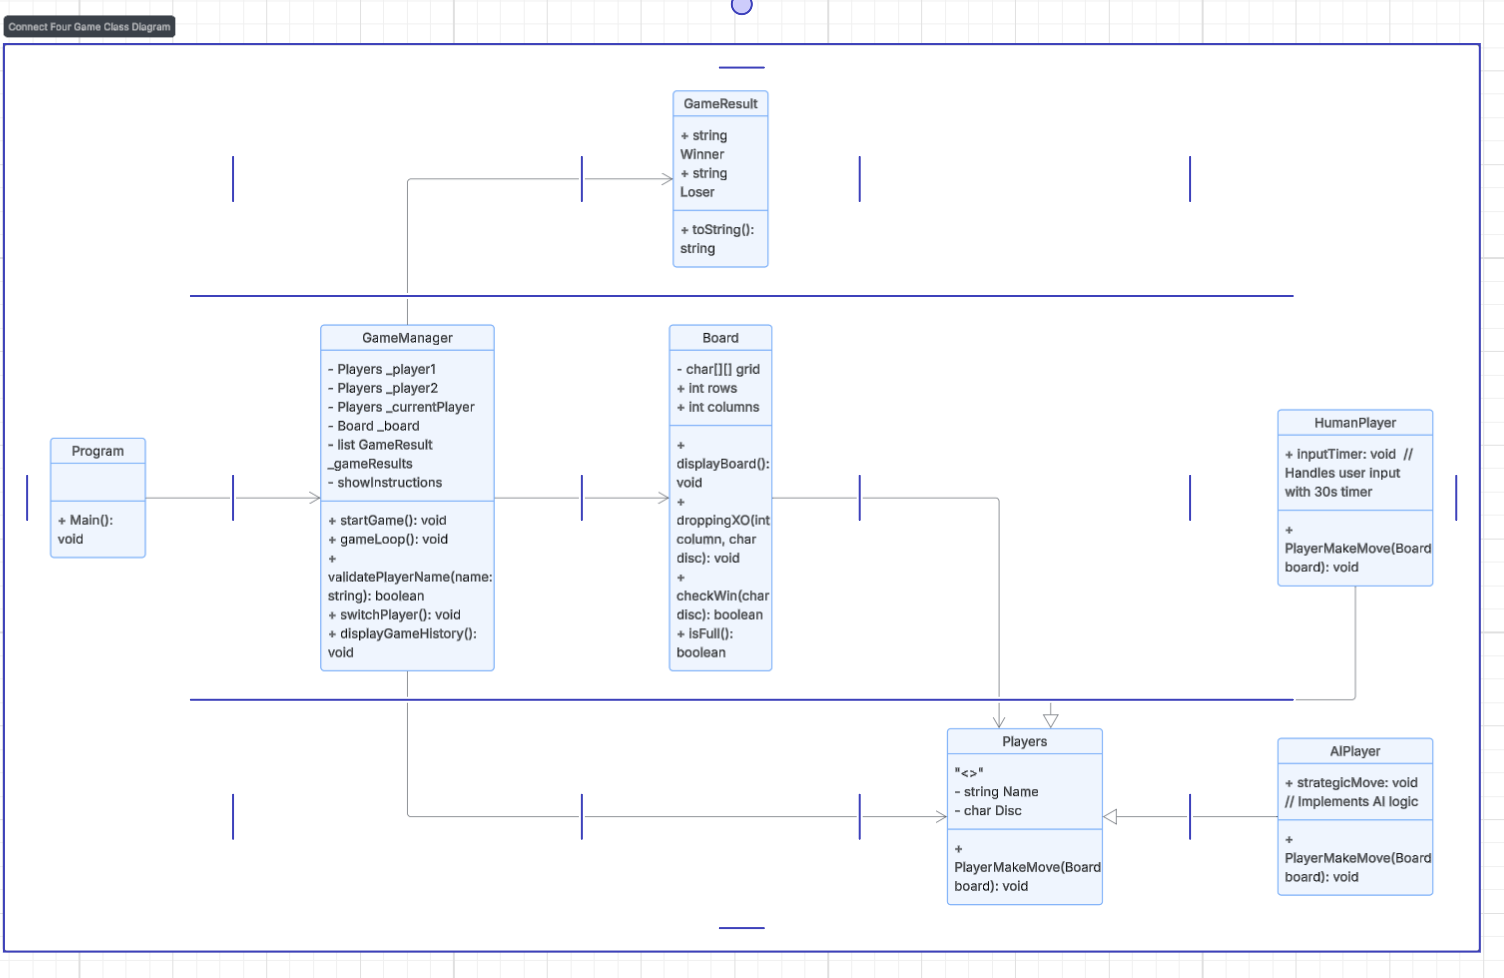 Connect Four Game Class Diagram
GameResult
+ string
Winner
+ string
Loser
+ toString():
string
GameManager
- Players _player1
- Players _player2
- Players _currentPlayer
- Board _board
- list GameResult
_gameResults
- showInstructions
+ startGame(): void
+ gameLoop(): void
+
validatePlayerName(name:
string): boolean
+ switchPlayer(): void
+ displayGameHistory():
void
Board
- char[][] grid
+ int rows
+ int columns
+
displayBoard():
void
+
droppingXO(int
column, char
disc): void
+
checkWin(char
disc): boolean
+ isFull():
boolean
Program
+ Main():
void
HumanPlayer
+ inputTimer: void  //
Handles user input
with 30s timer
+
PlayerMakeMove(Board
board): void
Players
"<>"
- string Name
- char Disc
+
PlayerMakeMove(Board
board): void
AIPlayer
+ strategicMove: void
// Implements AI logic
+
PlayerMakeMove(Board
board): void